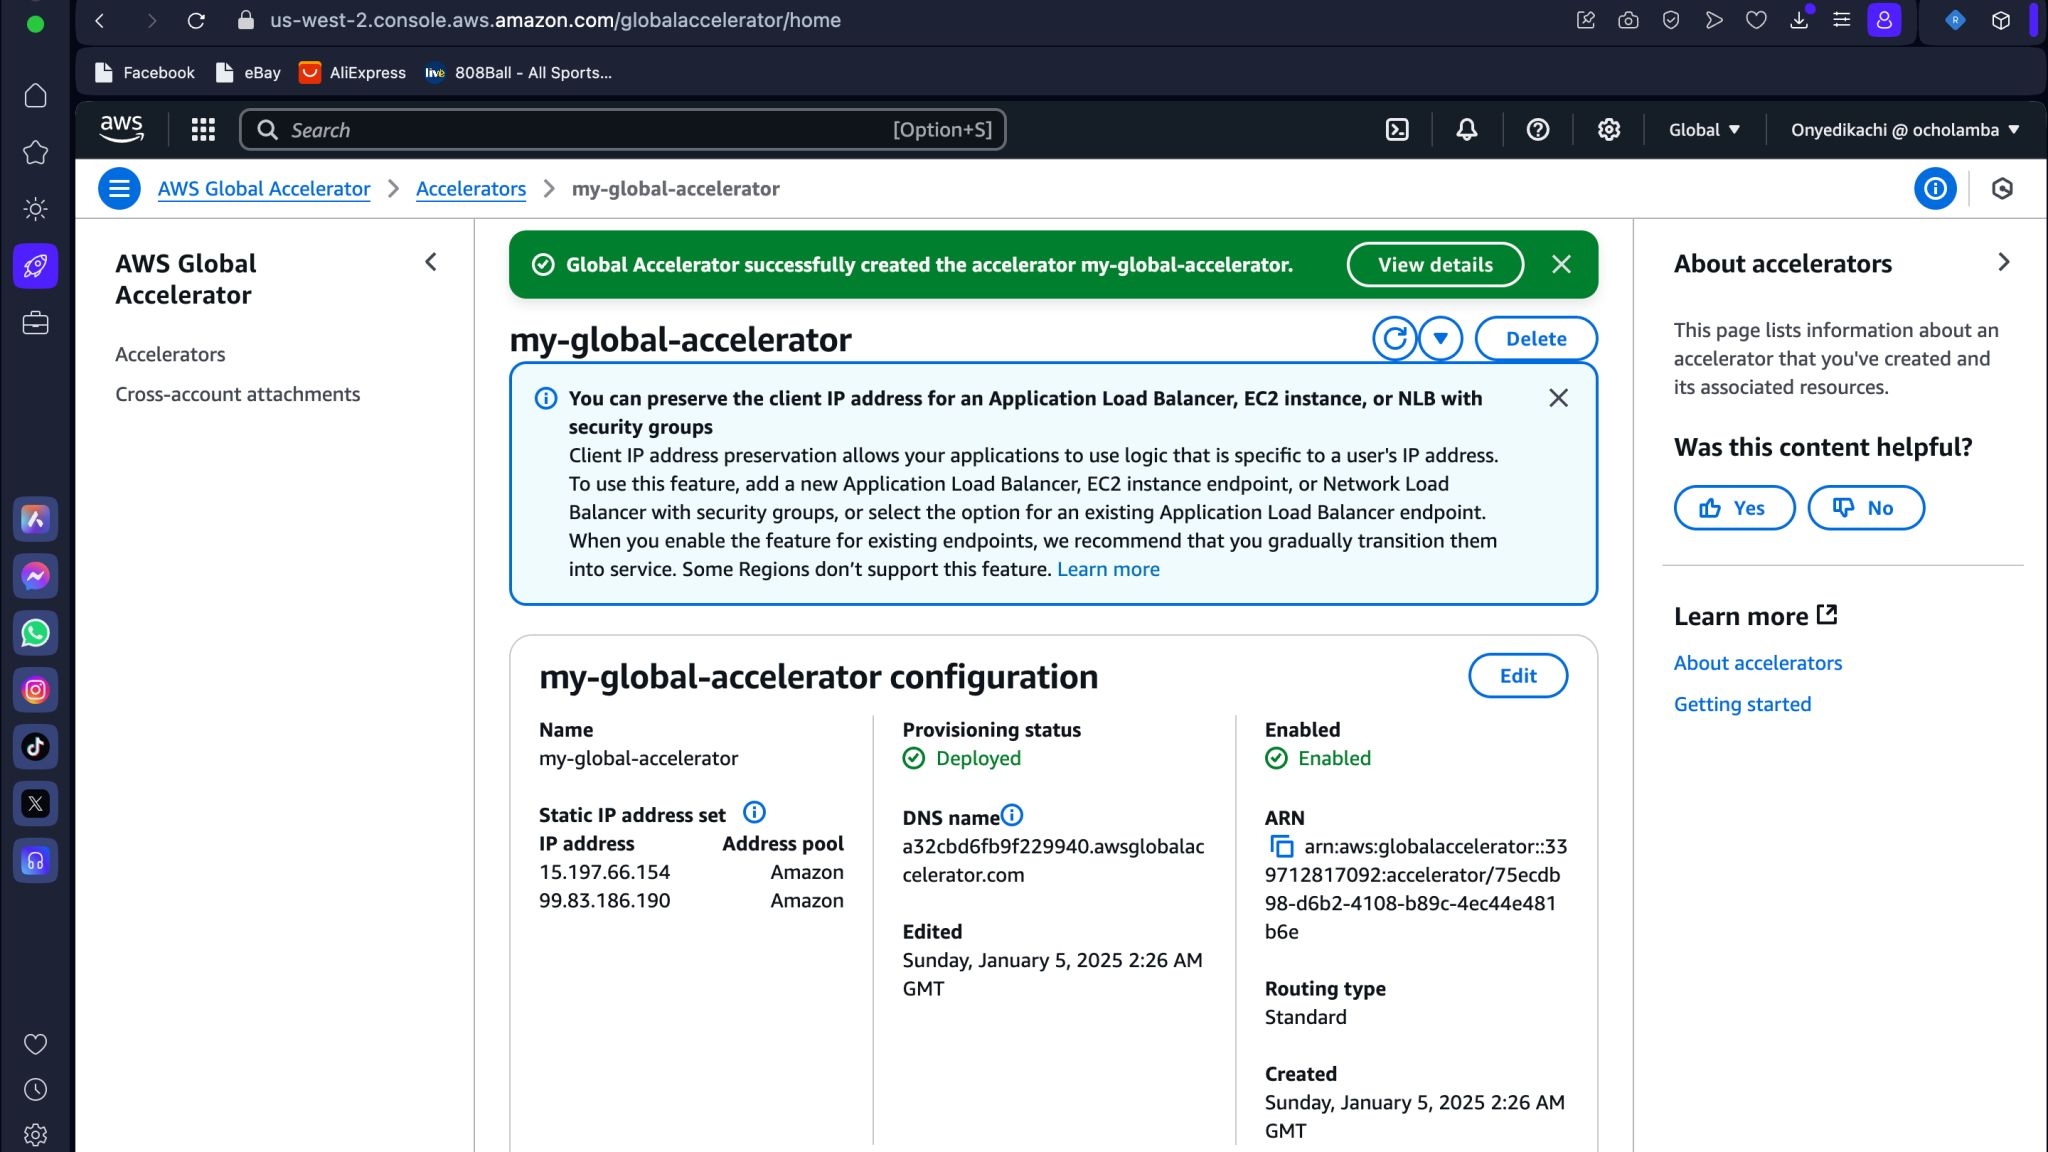 us-west-2.console.aws.amazon.com/globalaccelerator/home
Facebook
eBay
AliExpress
live
808Ball - All Sports...
aws
Search
[Option+S]
Global
Onyedikachi @ ocholamba
AWS Global Accelerator
Accelerators
my-global-accelerator
AWS Global
Accelerator
Accelerators
Cross-account attachments
Global Accelerator successfully created the accelerator my-global-accelerator.
View details
my-global-accelerator
Delete
You can preserve the client IP address for an Application Load Balancer, EC2 instance, or NLB with
security groups
Client IP address preservation allows your applications to use logic that is specific to a user's IP address.
To use this feature, add a new Application Load Balancer, EC2 instance endpoint, or Network Load
Balancer with security groups, or select the option for an existing Application Load Balancer endpoint.
When you enable the feature for existing endpoints, we recommend that you gradually transition them
into service. Some Regions don’t support this feature. Learn more
my-global-accelerator configuration
Edit
Name
my-global-accelerator
Static IP address set
IP address
Address pool
15.197.66.154
Amazon
99.83.186.190
Amazon
Provisioning status
Deployed
DNS name
a32cbd6fb9f229940.awsglobalac
celerator.com
Edited
Sunday, January 5, 2025 2:26 AM
GMT
Enabled
Enabled
ARN
arn:aws:globalaccelerator::33
9712817092:accelerator/75ecdb
98-d6b2-4108-b89c-4ec44e481
b6e
Routing type
Standard
Created
Sunday, January 5, 2025 2:26 AM
GMT
About accelerators
This page lists information about an
accelerator that you've created and
its associated resources.
Was this content helpful?
Yes
No
Learn more
About accelerators
Getting started